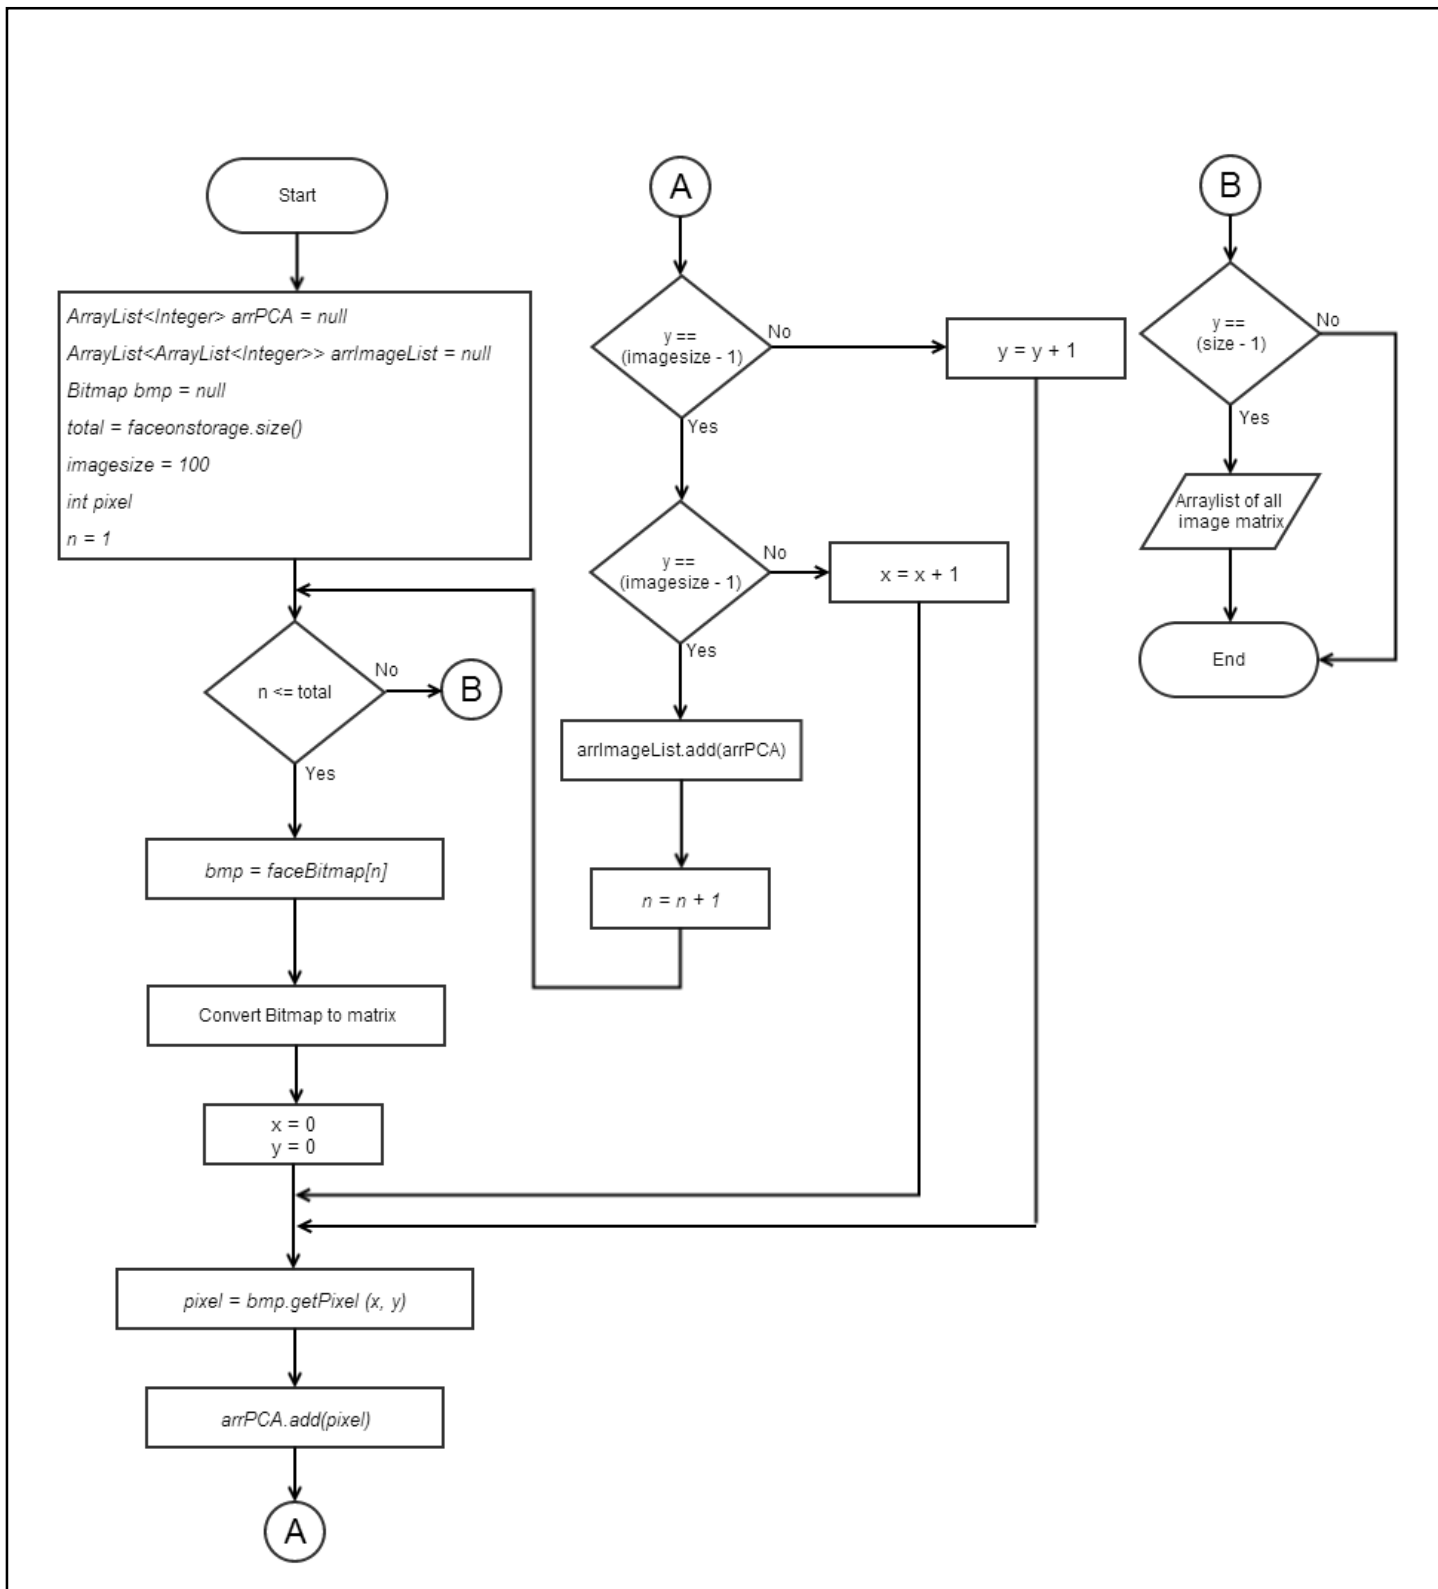 Start
ArrayList<Integer> arrPCA = null
ArrayList<ArrayList<Integer>> arrImageList = null
Bitmap bmp = null
total = faceonstorage.size()
imagesize = 100
int pixel
n = 1
n <= total
No
B
Yes
bmp = faceBitmap[n]
Convert Bitmap to matrix
x = 0
y = 0
pixel = bmp.getPixel (x, y)
arrPCA.add(pixel)
A
A
y ==
(imagesize - 1)
No
y = y + 1
Yes
y ==
(imagesize - 1)
No
x = x + 1
Yes
arrImageList.add(arrPCA)
n = n + 1
B
y ==
(size - 1)
No
Yes
Arraylist of all
image matrix
End